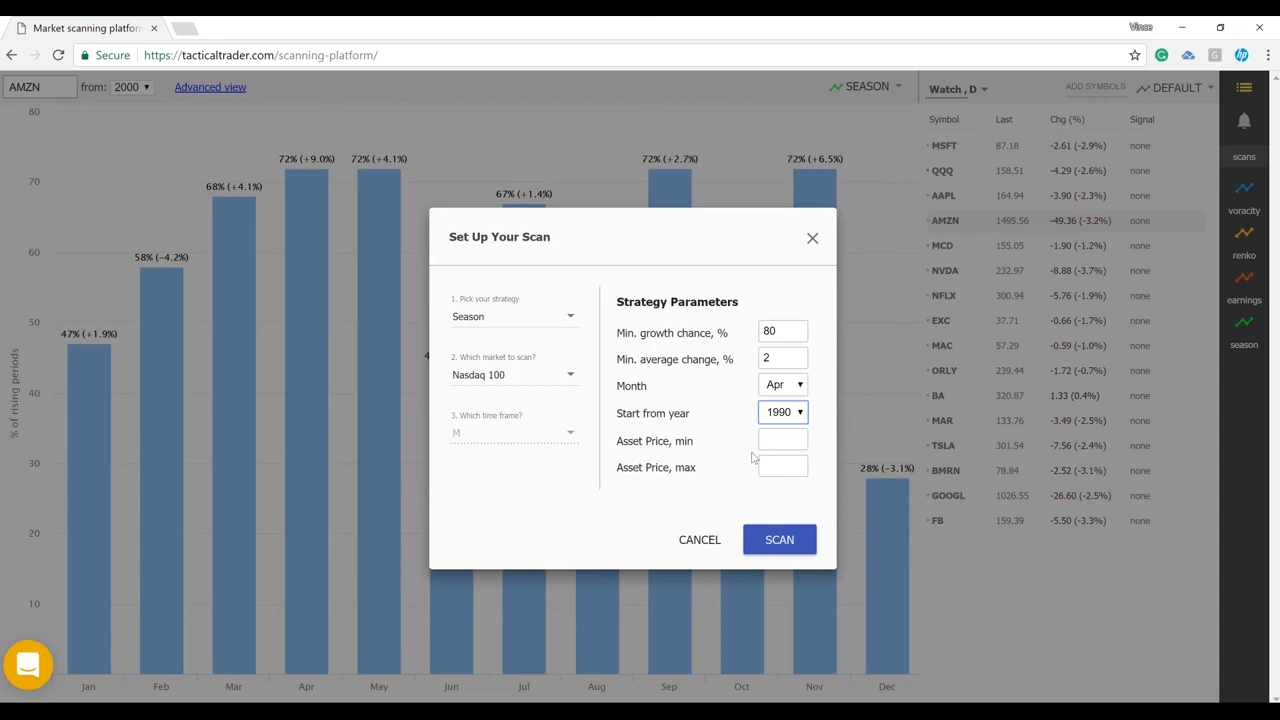 Market scanning platform
Vince
Secure
https://tacticaltrader.com/scanning-platform/
AMZN from: 2000 Advanced view
SEASON
Watch , D
ADD SYMBOLS
DEFAULT
Symbol Last Chg (%) Signal
MSFT 87.18 -2.61 (-2.9%) none
QQQ 158.51 -4.29 (-2.6%) none
AAPL 164.94 -3.90 (-2.3%) none
AMZN 1495.56 -49.36 (-3.2%) none
MCD 155.05 -1.90 (-1.2%) none
NVDA 232.97 -8.88 (-3.7%) none
NFLX 300.94 -5.76 (-1.9%) none
EXC 37.71 -0.66 (-1.7%) none
MAC 57.29 -0.59 (-1.0%) none
ORLY 244.39 -1.72 (-0.7%) none
BA 320.87 1.33 (0.4%) none
MAR 133.76 -3.49 (-2.5%) none
TSLA 301.54 -7.56 (-2.4%) none
BMRN 78.84 -2.52 (-3.1%) none
GOOGL 1026.55 -26.60 (-2.5%) none
FB 159.39 -5.50 (-3.3%) none
scans
voracity
renko
earnings
season
% of rising periods
80
70
60
50
40
30
20
10
47% (+1.9%)
58% (-4.2%)
68% (+4.1%)
72% (+9.0%)
72% (+4.1%)
67% (+1.4%)
72% (+2.7%)
72% (+6.5%)
28% (-3.1%)
Jan Feb Mar Apr May Jun Jul Aug Sep Oct Nov Dec
Set Up Your Scan
1. Pick your strategy
Season
2. Which market to scan?
Nasdaq 100
3. Which time frame?
M
Strategy Parameters
Min. growth chance, % 80
Min. average change, % 2
Month Apr
Start from year 1990
Asset Price, min
Asset Price, max
CANCEL SCAN